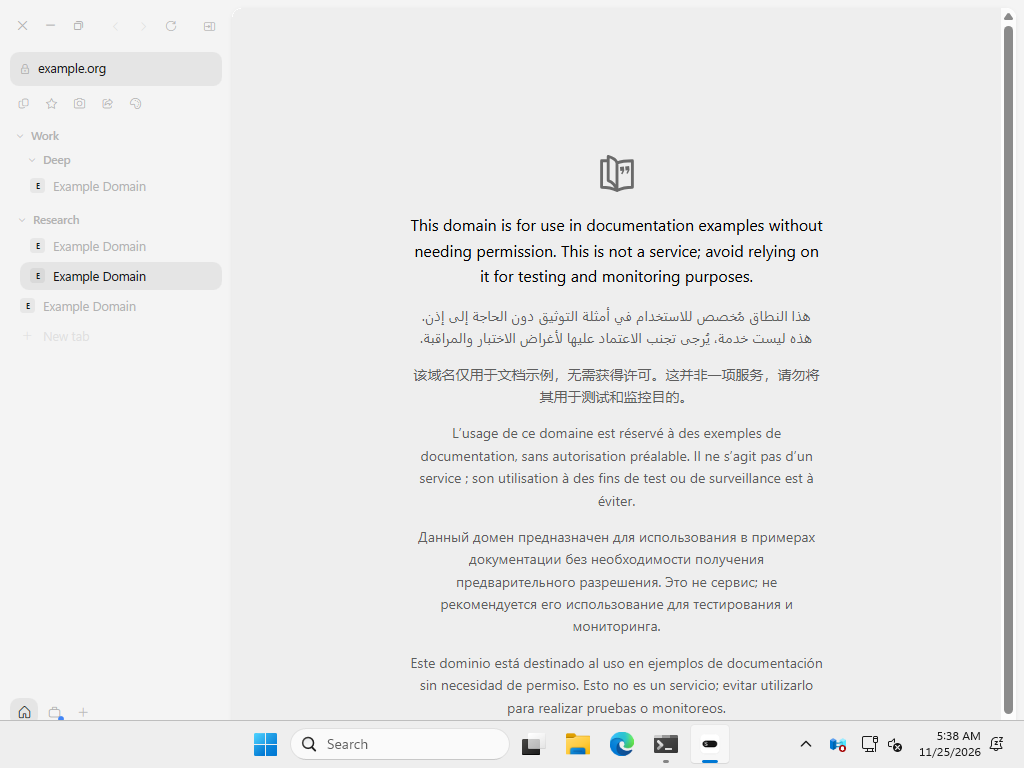 example.org
Work
Deep
E Example Domain
Research
E Example Domain
E Example Domain
E Example Domain
New tab
This domain is for use in documentation examples without
needing permission. This is not a service; avoid relying on
it for testing and monitoring purposes.
هذا النطاق مُخصص للاستخدام في أمثلة التوثيق دون الحاجة إلى إذن.
هذه ليست خدمة، يُرجى تجنب الاعتماد عليها لأغراض الاختبار والمراقبة.
该域名仅用于文档示例，无需获得许可。这并非一项服务，请勿将
其用于测试和监控目的。
L’usage de ce domaine est réservé à des exemples de
documentation, sans autorisation préalable. Il ne s’agit pas d’un
service ; son utilisation à des fins de test ou de surveillance est à
éviter.
Данный домен предназначен для использования в примерах
документации без необходимости получения
предварительного разрешения. Это не сервис; не
рекомендуется его использование для тестирования и
мониторинга.
Este dominio está destinado al uso en ejemplos de documentación
sin necesidad de permiso. Esto no es un servicio; evitar utilizarlo
para realizar pruebas o monitoreos.
Search
5:38 AM
11/25/2026